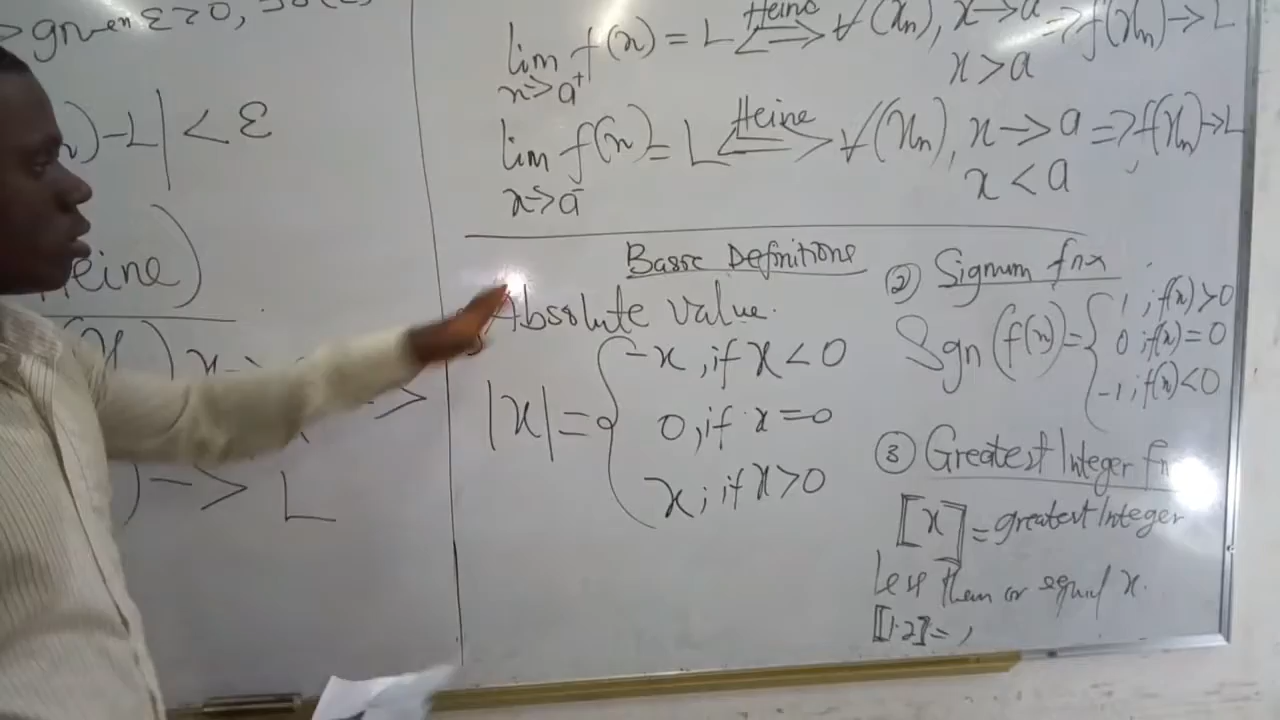 given ε>0,
)-L| < ε
eine)
) -> L
lim f(x) = L <=> Heine ∀(xn), x->a => f(xn)->L
x->a⁺ x>a
lim f(x) = L <=> Heine ∀(xn), x->a => f(xn)->L
x->a⁻ x<a
Basic Definitions
Absolute value.
|x| = { -x, if x<0
0, if x=0
x, if x>0
② Signum fnx
Sgn(f(x)) = { 1, if f(x)>0
0 if f(x)=0
-1, if f(x)<0
③ Greatest Integer fn
[[x]] = greatest Integer
Less than or equal x.
[[1.2]] = ,